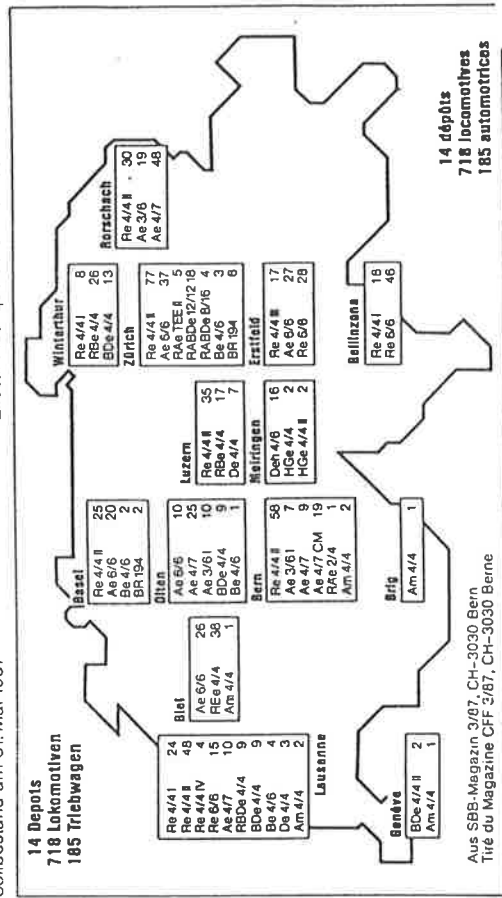 Sollbestand am 31. Mai 1987
14 Depots
718 Lokomotiven
185 Triebwagen
Basel
Re 4/4 II 25
Ae 6/6 20
Be 4/6 2
BR 194 2
Winterthur
Re 4/4 I 8
RBe 4/4 26
BDe 4/4 13
Rorschach
Re 4/4 II 30
Ae 3/6 19
Ae 4/7 48
Olten
Ae 6/6 10
Ae 4/7 25
Ae 3/6 I 10
BDe 4/4 9
Be 4/6 1
Zürich
Re 4/4 II 77
Ae 6/6 37
RAe TEE II 5
RABDe 12/12 18
RABDe 8/16 4
Be 4/6 3
BR 194 6
Biel
Ae 6/6 26
RBe 4/4 38
Am 4/4 1
Luzern
Re 4/4 II 35
RBe 4/4 17
De 4/4 7
Lausanne
Re 4/4 I 24
Re 4/4 II 48
Re 4/4 IV 4
Re 6/6 15
Ae 4/7 10
RBDe 4/4 9
BDe 4/4 9
Be 4/6 4
De 4/4 3
Am 4/4 2
Bern
Re 4/4 II 58
Ae 3/6 I 7
Ae 4/7 9
Ae 4/7 CM 19
RAe 2/4 1
Am 4/4 2
Meiringen
Deh 4/6 16
HGe 4/4 2
HGe 4/4 II 2
Erstfeld
Re 4/4 III 17
Ae 6/6 27
Re 6/6 28
Genève
BDe 4/4 II 2
Am 4/4 1
Brig
Am 4/4 1
Bellinzona
Re 4/4 I 18
Re 6/6 46
14 dépôts
718 locomotives
185 automotrices
Aus SBB-Magazin 3/87, CH-3030 Bern
Tiré du Magazine CFF 3/87, CH-3030 Berne